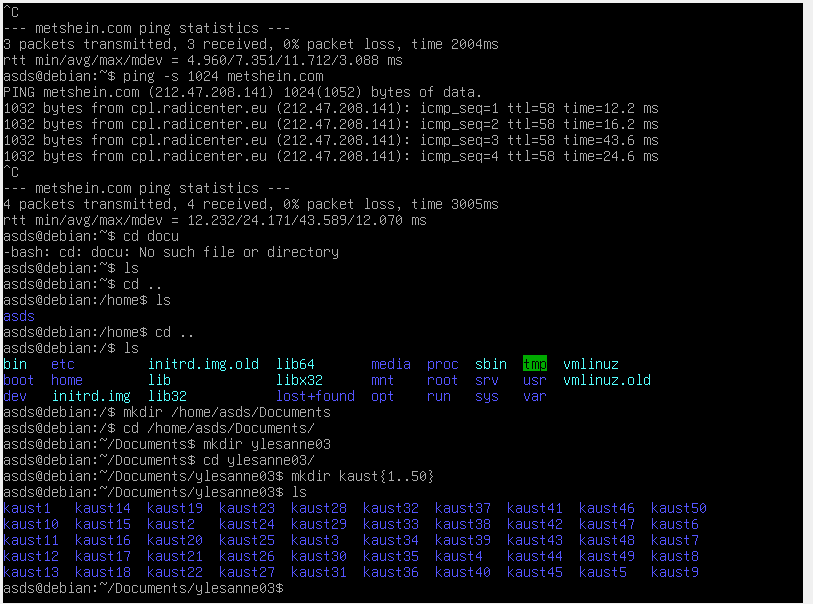 ^C
--- metshein.com ping statistics ---
3 packets transmitted, 3 received, 0% packet loss, time 2004ms
rtt min/avg/max/mdev = 4.960/7.351/11.712/3.088 ms
asds@debian:~$ ping -s 1024 metshein.com
PING metshein.com (212.47.208.141) 1024(1052) bytes of data.
1032 bytes from cpl.radicenter.eu (212.47.208.141): icmp_seq=1 ttl=58 time=12.2 ms
1032 bytes from cpl.radicenter.eu (212.47.208.141): icmp_seq=2 ttl=58 time=16.2 ms
1032 bytes from cpl.radicenter.eu (212.47.208.141): icmp_seq=3 ttl=58 time=43.6 ms
1032 bytes from cpl.radicenter.eu (212.47.208.141): icmp_seq=4 ttl=58 time=24.6 ms
^C
--- metshein.com ping statistics ---
4 packets transmitted, 4 received, 0% packet loss, time 3005ms
rtt min/avg/max/mdev = 12.232/24.171/43.589/12.070 ms
asds@debian:~$ cd docu
-bash: cd: docu: No such file or directory
asds@debian:~$ ls
asds@debian:~$ cd ..
asds@debian:/home$ ls
asds
asds@debian:/home$ cd ..
asds@debian:/$ ls
bin   etc         initrd.img.old  lib64       media  proc  sbin  tmp  vmlinuz
boot  home        lib             libx32      mnt    root  srv   usr  vmlinuz.old
dev   initrd.img  lib32           lost+found  opt    run   sys   var
asds@debian:/$ mkdir /home/asds/Documents
asds@debian:/$ cd /home/asds/Documents/
asds@debian:~/Documents$ mkdir ylesanne03
asds@debian:~/Documents$ cd ylesanne03/
asds@debian:~/Documents/ylesanne03$ mkdir kaust{1..50}
asds@debian:~/Documents/ylesanne03$ ls
kaust1   kaust14  kaust19  kaust23  kaust28  kaust32  kaust37  kaust41  kaust46  kaust50
kaust10  kaust15  kaust2   kaust24  kaust29  kaust33  kaust38  kaust42  kaust47  kaust6
kaust11  kaust16  kaust20  kaust25  kaust3   kaust34  kaust39  kaust43  kaust48  kaust7
kaust12  kaust17  kaust21  kaust26  kaust30  kaust35  kaust4   kaust44  kaust49  kaust8
kaust13  kaust18  kaust22  kaust27  kaust31  kaust36  kaust40  kaust45  kaust5   kaust9
asds@debian:~/Documents/ylesanne03$